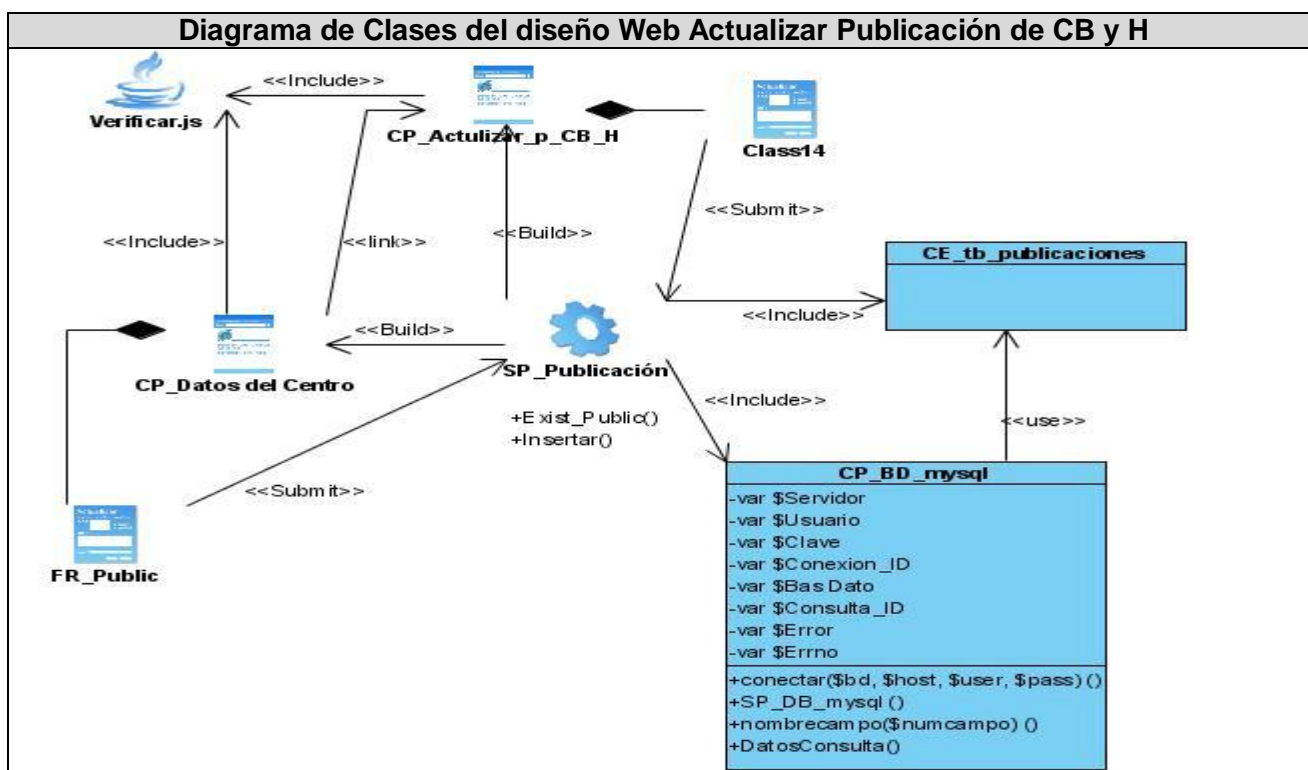 Diagrama de Clases del diseño Web Actualizar Publicación de CB y H
<<Include>>
Verificar.js
CP_Actulizar_p_CB_H
Class14
<<Submit>>
<<Include>>
<<link>>
<<Build>>
CE_tb_publicaciones
<<Include>>
<<Build>>
CP_Datos del Centro
SP_Publicación
+Exist_Public()
+Insertar()
<<Include>>
<<use>>
<<Submit>>
FR_Public
CP_BD_mysql
-var $Servidor
-var $Usuario
-var $Clave
-var $Conexion_ID
-var $BasDato
-var $Consulta_ID
-var $Error
-var $Errno
+conectar($bd, $host, $user, $pass)()
+SP_DB_mysql()
+nombrecampo($numcampo)()
+DatosConsulta()